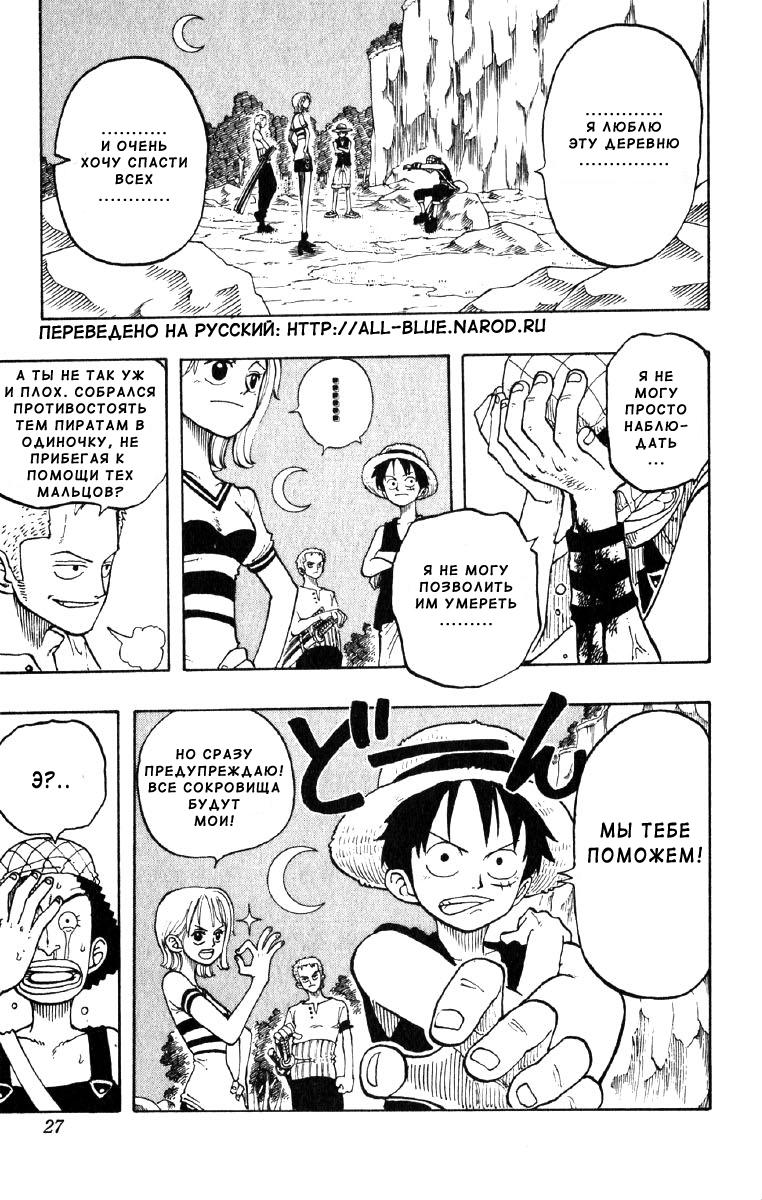 ............
Я ЛЮБЛЮ
ЭТУ ДЕРЕВНЮ
...............
...........
И ОЧЕНЬ
ХОЧУ СПАСТИ
ВСЕХ
............
ПЕРЕВЕДЕНО НА РУССКИЙ: HTTP://ALL-BLUE.NAROD.RU
Я НЕ
МОГУ
ПРОСТО
НАБЛЮ-
ДАТЬ
...
Я НЕ МОГУ
ПОЗВОЛИТЬ
ИМ УМЕРЕТЬ
.........
......
А ТЫ НЕ ТАК УЖ
И ПЛОХ. СОБРАЛСЯ
ПРОТИВОСТОЯТЬ
ТЕМ ПИРАТАМ В
ОДИНОЧКУ, НЕ
ПРИБЕГАЯ К
ПОМОЩИ ТЕХ
МАЛЬЦОВ?
МЫ ТЕБЕ
ПОМОЖЕМ!
どーん
НО СРАЗУ
ПРЕДУПРЕЖДАЮ!
ВСЕ СОКРОВИЩА
БУДУТ
МОИ!
Э?..
27